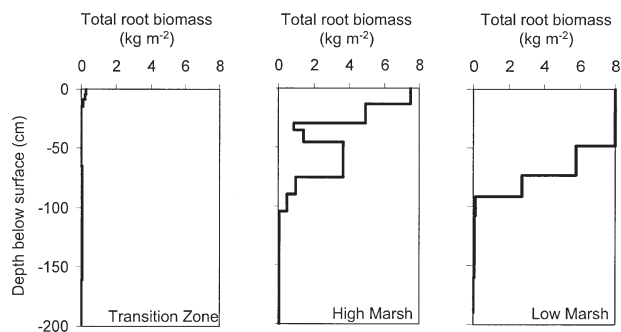 Total root biomass
(kg m-2)
0 2 4 6 8
Total root biomass
(kg m-2)
0 2 4 6 8
Total root biomass
(kg m-2)
0 2 4 6 8
Depth below surface (cm)
0
-50
-100
-150
-200
Transition Zone
High Marsh
Low Marsh